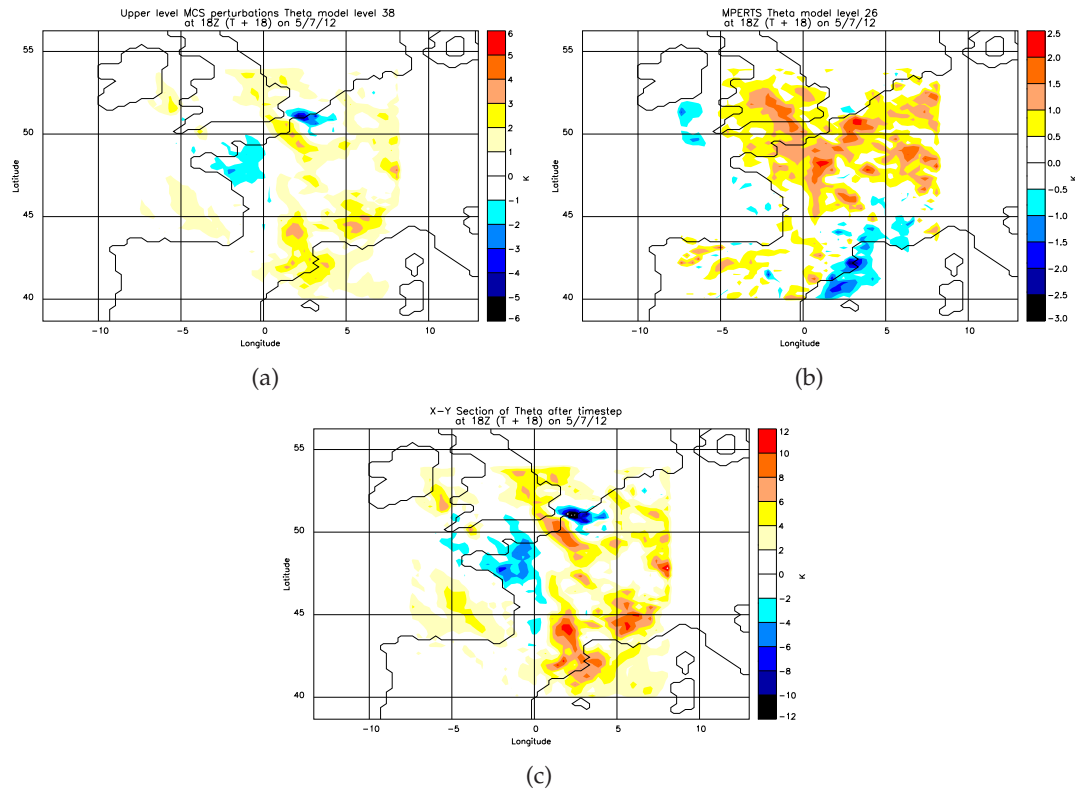 Upper level MCS perturbations Theta model level 38
at 18Z (T + 18) on 5/7/12
55
50
45
40
Latitude
-10 -5 0 5 10
Longitude
6
5
4
3
2
1
0
-1
-2
-3
-4
-5
-6
K
(a)
MPERTS Theta model level 26
at 18Z (T + 18) on 5/7/12
55
50
45
40
Latitude
-10 -5 0 5 10
Longitude
2.5
2.0
1.5
1.0
0.5
0.0
-0.5
-1.0
-1.5
-2.0
-2.5
-3.0
K
(b)
X-Y Section of Theta after timestep
at 18Z (T + 18) on 5/7/12
55
50
45
40
Latitude
-10 -5 0 5 10
Longitude
12
10
8
6
4
2
0
-2
-4
-6
-8
-10
-12
K
(c)